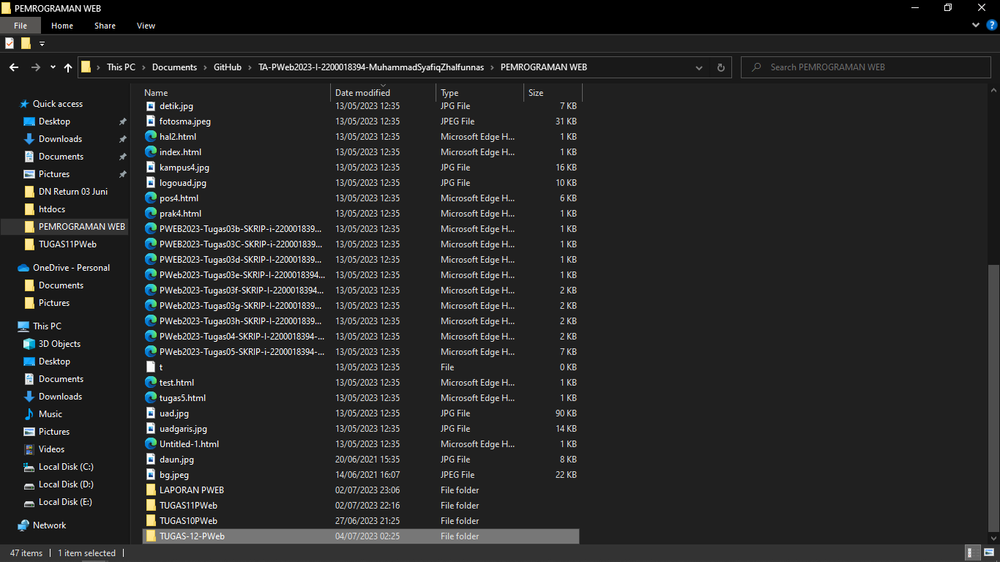 PEMROGRAMAN WEB
File Home Share View
This PC Documents GitHub TA-PWeb2023-I-2200018394-MuhammadSyafiqZhalfunnas PEMROGRAMAN WEB
Search PEMROGRAMAN WEB
Quick access
Desktop
Downloads
Documents
Pictures
DN Return 03 Juni
htdocs
PEMROGRAMAN WEB
TUGAS11PWeb
OneDrive - Personal
Documents
Pictures
This PC
3D Objects
Desktop
Documents
Downloads
Music
Pictures
Videos
Local Disk (C:)
Local Disk (D:)
Local Disk (E:)
Network
Name Date modified Type Size
detik.jpg 13/05/2023 12:35 JPG File 7 KB
fotosma.jpeg 13/05/2023 12:35 JPEG File 31 KB
hal2.html 13/05/2023 12:35 Microsoft Edge H... 1 KB
index.html 13/05/2023 12:35 Microsoft Edge H... 1 KB
kampus4.jpg 13/05/2023 12:35 JPG File 16 KB
logouad.jpg 13/05/2023 12:35 JPG File 10 KB
pos4.html 13/05/2023 12:35 Microsoft Edge H... 6 KB
prak4.html 13/05/2023 12:35 Microsoft Edge H... 1 KB
PWEB2023-Tugas03b-SKRIP-i-220001839... 13/05/2023 12:35 Microsoft Edge H... 1 KB
PWEB2023-Tugas03C-SKRIP-i-220001839... 13/05/2023 12:35 Microsoft Edge H... 1 KB
PWEB2023-Tugas03d-SKRIP-I-220001839... 13/05/2023 12:35 Microsoft Edge H... 1 KB
PWeb2023-Tugas03e-SKRIP-I-2200018394... 13/05/2023 12:35 Microsoft Edge H... 1 KB
PWeb2023-Tugas03f-SKRIP-I-2200018394... 13/05/2023 12:35 Microsoft Edge H... 2 KB
PWeb2023-Tugas03g-SKRIP-I-220001839... 13/05/2023 12:35 Microsoft Edge H... 2 KB
PWeb2023-Tugas03h-SKRIP-I-220001839... 13/05/2023 12:35 Microsoft Edge H... 2 KB
PWeb2023-Tugas04-SKRIP-I-2200018394-... 13/05/2023 12:35 Microsoft Edge H... 2 KB
PWeb2023-Tugas05-SKRIP-i-2200018394-... 13/05/2023 12:35 Microsoft Edge H... 7 KB
t 13/05/2023 12:35 File 0 KB
test.html 13/05/2023 12:35 Microsoft Edge H... 1 KB
tugas5.html 13/05/2023 12:35 Microsoft Edge H... 1 KB
uad.jpg 13/05/2023 12:35 JPG File 90 KB
uadgaris.jpg 13/05/2023 12:35 JPG File 14 KB
Untitled-1.html 13/05/2023 12:35 Microsoft Edge H... 1 KB
daun.jpg 20/06/2021 15:35 JPG File 8 KB
bg.jpeg 14/06/2021 16:07 JPEG File 22 KB
LAPORAN PWEB 02/07/2023 23:06 File folder
TUGAS11PWeb 02/07/2023 22:16 File folder
TUGAS10PWeb 27/06/2023 21:25 File folder
TUGAS-12-PWeb 04/07/2023 02:25 File folder
47 items 1 item selected